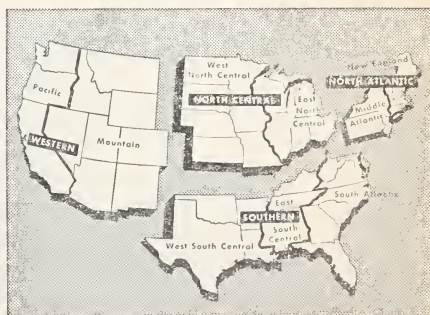 Pacific
WESTERN
Mountain
West
North Central
NORTH CENTRAL
East
North
Central
New England
NORTH ATLANTIC
Middle
Atlantic
South Atlantic
East
SOUTHERN
South
Central
West South Central